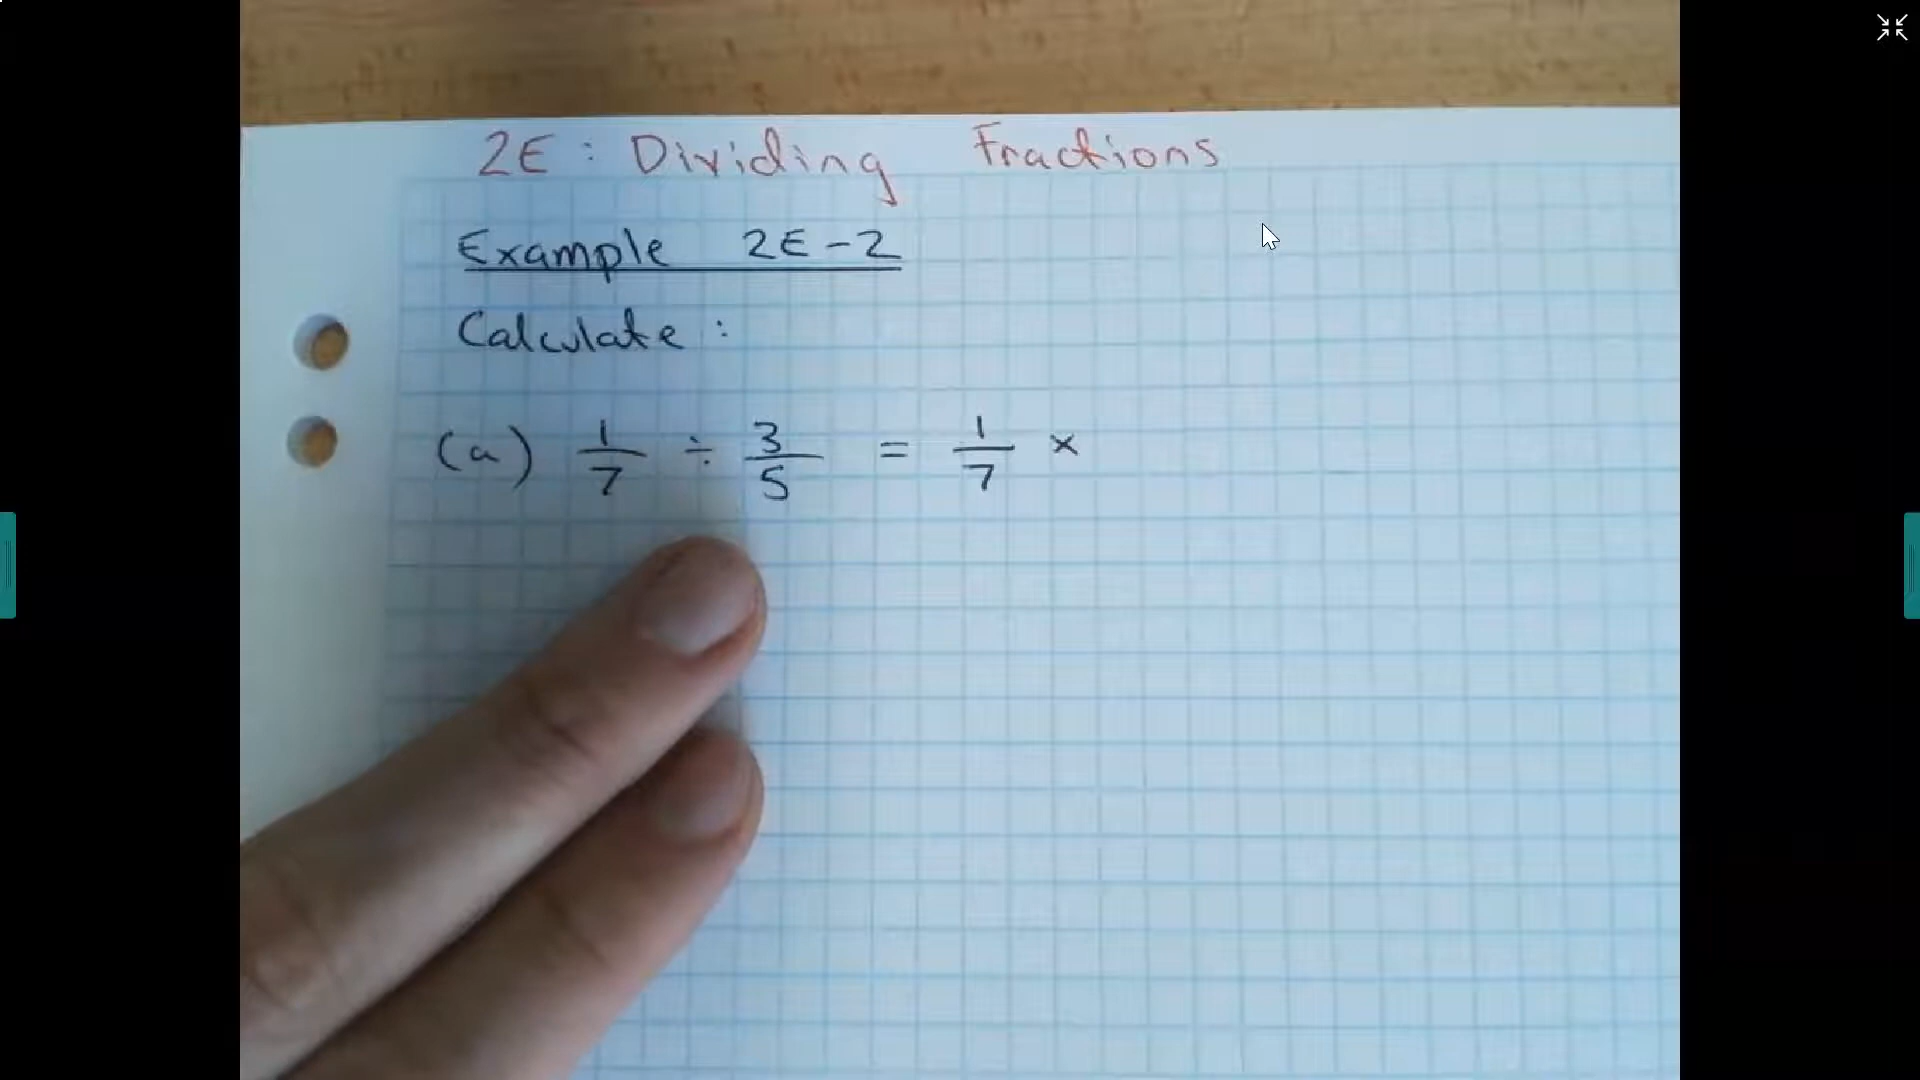 2E: Dividing Fractions
Example 2E-2
Calculate:
(a) 1/7 ÷ 3/5 = 1/7 ×